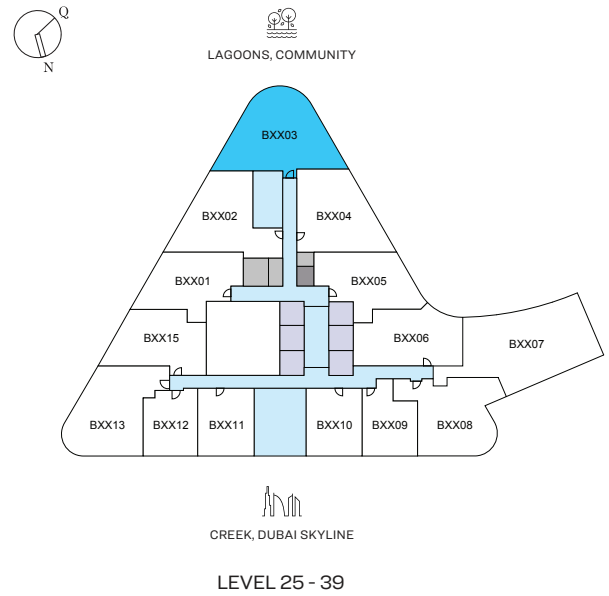 Q
N
LAGOONS, COMMUNITY
BXX03
BXX02
BXX04
BXX01
BXX05
BXX15
BXX06
BXX07
BXX13
BXX12
BXX11
BXX10
BXX09
BXX08
CREEK, DUBAI SKYLINE
LEVEL 25 - 39